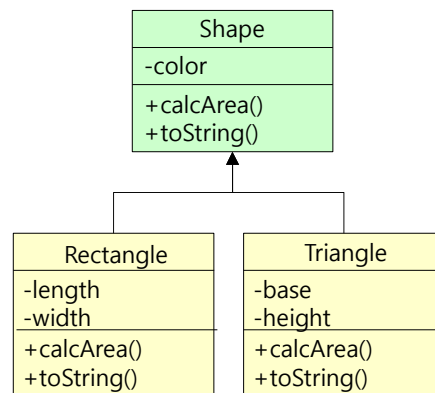 Shape
-color
+calcArea()
+toString()
Rectangle
-length
-width
+calcArea()
+toString()
Triangle
-base
-height
+calcArea()
+toString()